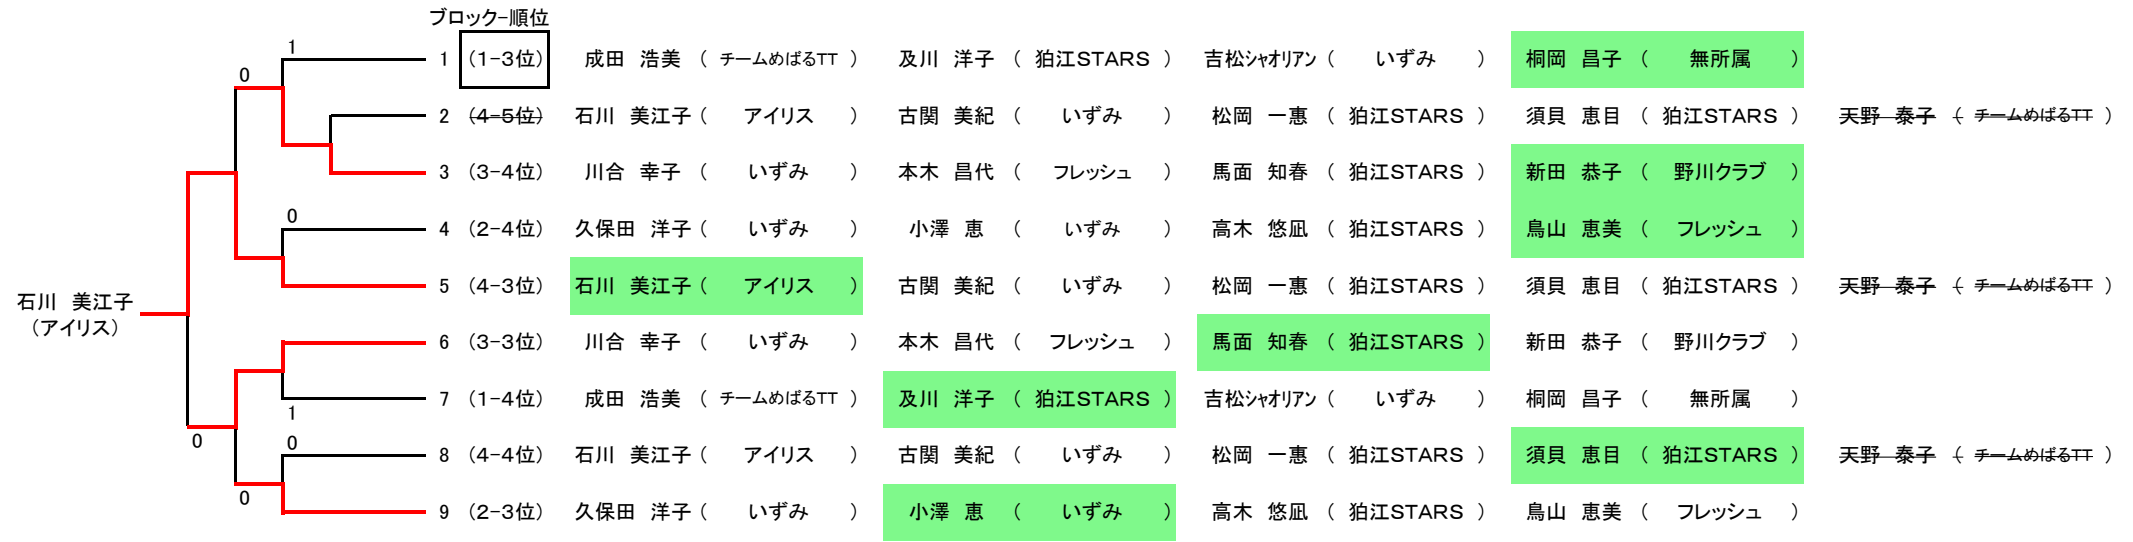 ブロック-順位
1
1 (1-3位) 成田 浩美 ( チームめばるTT ) 及川 洋子 ( 狛江STARS ) 吉松シャオリアン ( いずみ ) 桐岡 昌子 ( 無所属 )
0
2 (4-5位) 石川 美江子 ( アイリス ) 古関 美紀 ( いずみ ) 松岡 一惠 ( 狛江STARS ) 須貝 恵目 ( 狛江STARS ) 天野 泰子 ( チームめばるTT )
3 (3-4位) 川合 幸子 ( いずみ ) 本木 昌代 ( フレッシュ ) 馬面 知春 ( 狛江STARS ) 新田 恭子 ( 野川クラブ )
0
4 (2-4位) 久保田 洋子 ( いずみ ) 小澤 恵 ( いずみ ) 高木 悠凪 ( 狛江STARS ) 鳥山 恵美 ( フレッシュ )
5 (4-3位) 石川 美江子 ( アイリス ) 古関 美紀 ( いずみ ) 松岡 一惠 ( 狛江STARS ) 須貝 恵目 ( 狛江STARS ) 天野 泰子 ( チームめばるTT )
石川 美江子
(アイリス)
6 (3-3位) 川合 幸子 ( いずみ ) 本木 昌代 ( フレッシュ ) 馬面 知春 ( 狛江STARS ) 新田 恭子 ( 野川クラブ )
7 (1-4位) 成田 浩美 ( チームめばるTT ) 及川 洋子 ( 狛江STARS ) 吉松シャオリアン ( いずみ ) 桐岡 昌子 ( 無所属 )
1
0
0
8 (4-4位) 石川 美江子 ( アイリス ) 古関 美紀 ( いずみ ) 松岡 一惠 ( 狛江STARS ) 須貝 恵目 ( 狛江STARS ) 天野 泰子 ( チームめばるTT )
0
9 (2-3位) 久保田 洋子 ( いずみ ) 小澤 恵 ( いずみ ) 高木 悠凪 ( 狛江STARS ) 鳥山 恵美 ( フレッシュ )